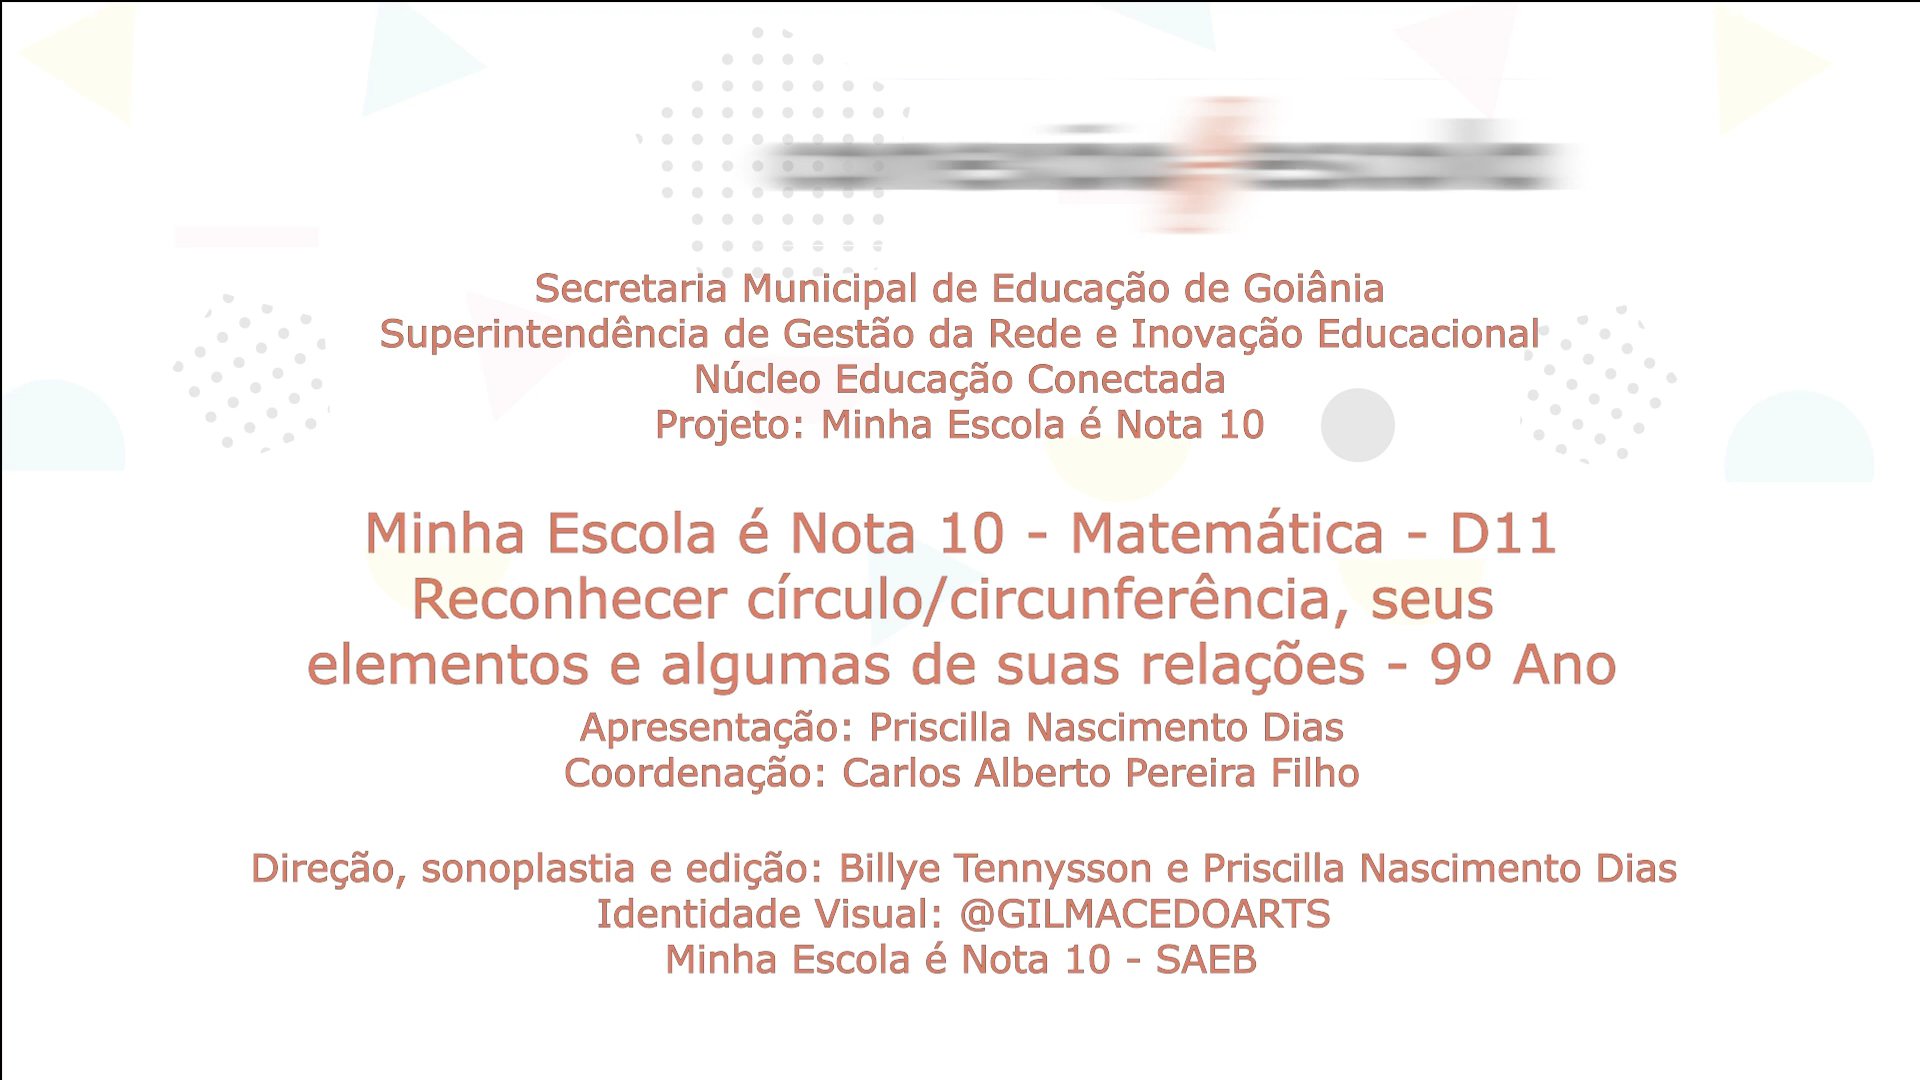 Secretaria Municipal de Educação de Goiânia
Superintendência de Gestão da Rede e Inovação Educacional
Núcleo Educação Conectada
Projeto: Minha Escola é Nota 10
Minha Escola é Nota 10 - Matemática - D11
Reconhecer círculo/circunferência, seus
elementos e algumas de suas relações - 9º Ano
Apresentação: Priscilla Nascimento Dias
Coordenação: Carlos Alberto Pereira Filho
Direção, sonoplastia e edição: Billye Tennysson e Priscilla Nascimento Dias
Identidade Visual: @GILMACEDOARTS
Minha Escola é Nota 10 - SAEB